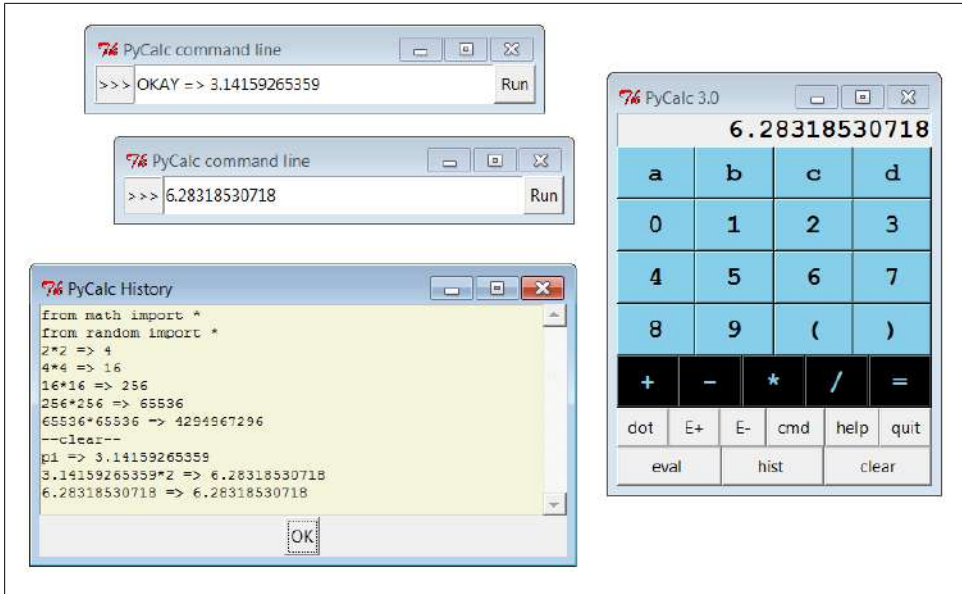 PyCalc command line
>>> OKAY => 3.14159265359 Run
PyCalc command line
>>> 6.28318530718 Run
PyCalc History
from math import *
from random import *
2*2 => 4
4*4 => 16
16*16 => 256
256*256 => 65536
65536*65536 => 4294967296
--clear--
pi => 3.14159265359
3.14159265359*2 => 6.28318530718
6.28318530718 => 6.28318530718
OK
PyCalc 3.0
6.28318530718
a b c d
0 1 2 3
4 5 6 7
8 9 ( )
+ - * / =
dot E+ E- cmd help quit
eval hist clear